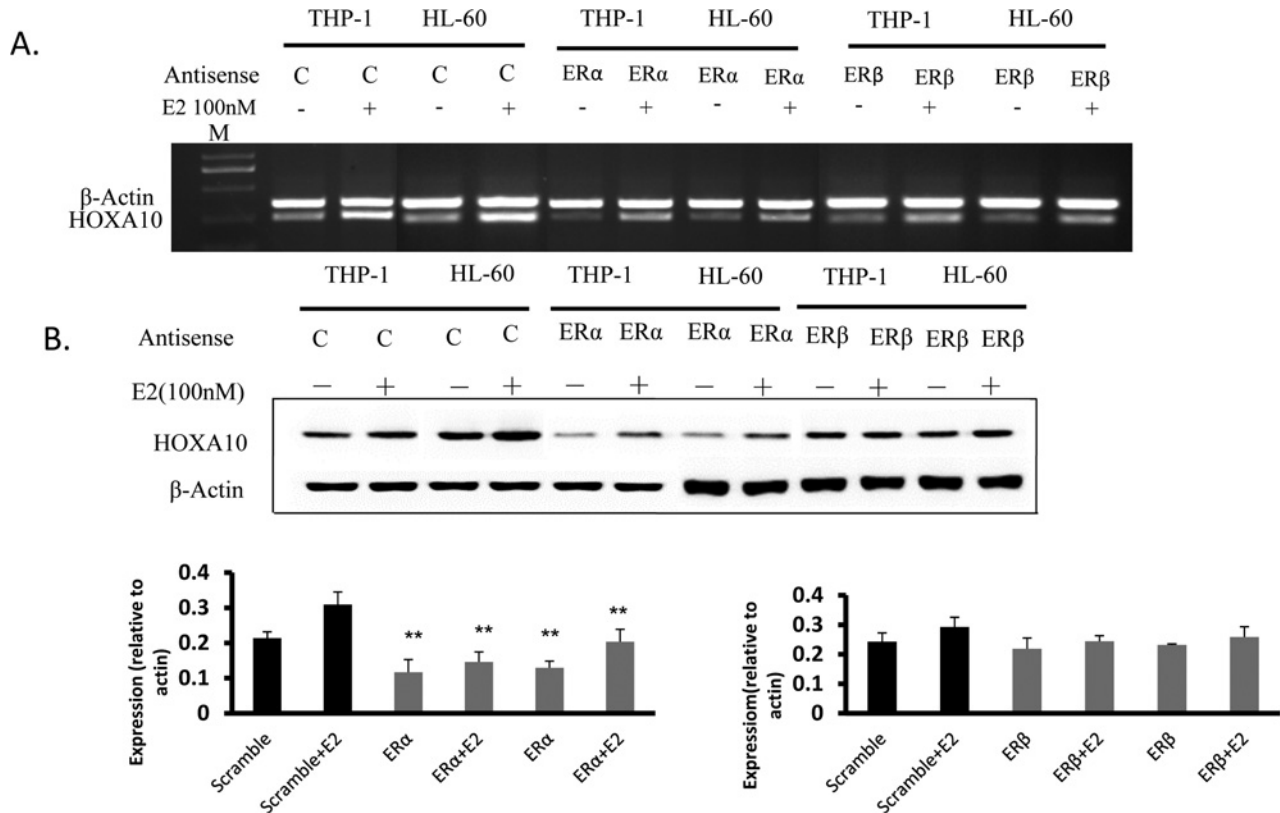 A.
THP-1 HL-60 THP-1 HL-60 THP-1 HL-60
Antisense C C C C ERα ERα ERα ERα ERβ ERβ ERβ ERβ
E2 100nM - + - + - + - + - + - +
M
β-Actin
HOXA10
THP-1 HL-60 THP-1 HL-60 THP-1 HL-60
B. Antisense C C C C ERα ERα ERα ERα ERβ ERβ ERβ ERβ
E2(100nM) — + — + — + — + — + — +
HOXA10
β-Actin
Expression (relative to
actin)
0.4
0.3
0.2
0.1
0
** ** ** **
Scramble Scramble+E2 ERα ERα+E2 ERα ERα+E2
Expressiom(relative to
actin)
0.4
0.3
0.2
0.1
0
Scramble Scramble+E2 ERβ ERβ+E2 ERβ ERβ+E2